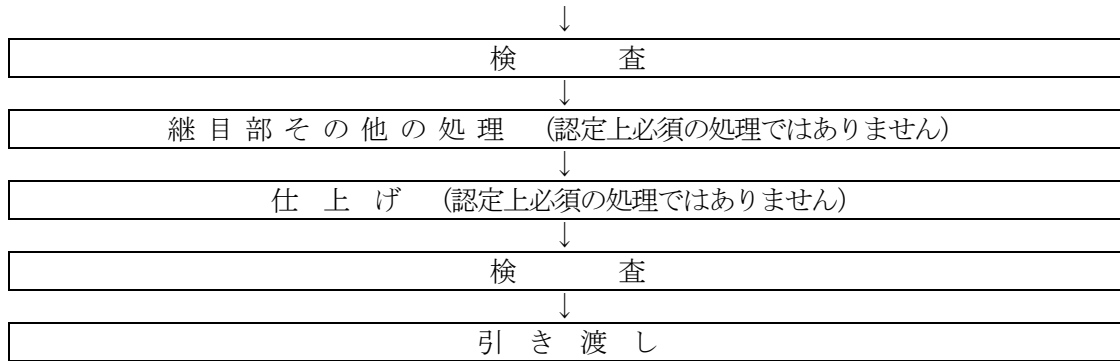 ↓
検　　　査
↓
継 目 部 そ の 他 の 処 理　(認定上必須の処理ではありません)
↓
仕　上　げ　(認定上必須の処理ではありません)
↓
検　　　査
↓
引　き　渡　し